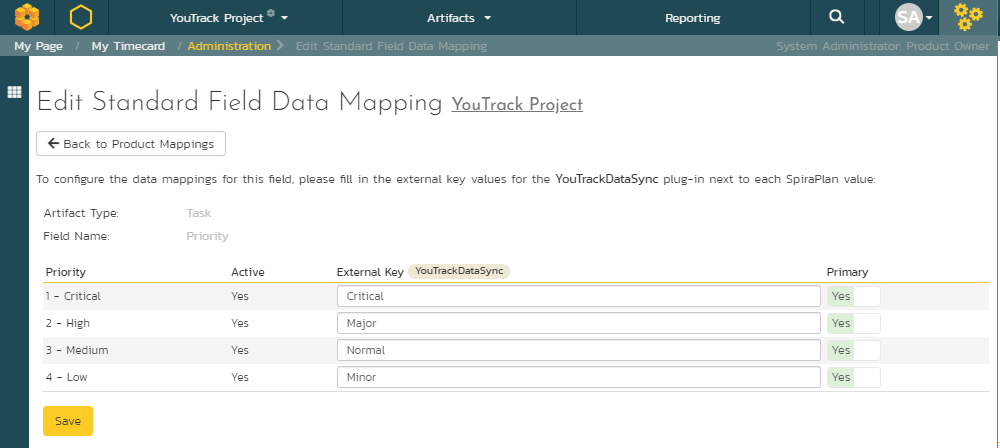 YouTrack Project Artifacts Reporting SA
My Page / My Timecard / Administration Edit Standard Field Data Mapping System Administrator: Product Owner
Edit Standard Field Data Mapping YouTrack Project
Back to Product Mappings
To configure the data mappings for this field, please fill in the external key values for the YouTrackDataSync plug-in next to each SpiraPlan value:
Artifact Type: Task
Field Name: Priority
Priority Active External Key YouTrackDataSync Primary
1 - Critical Yes Critical Yes
2 - High Yes Major Yes
3 - Medium Yes Normal Yes
4 - Low Yes Minor Yes
Save